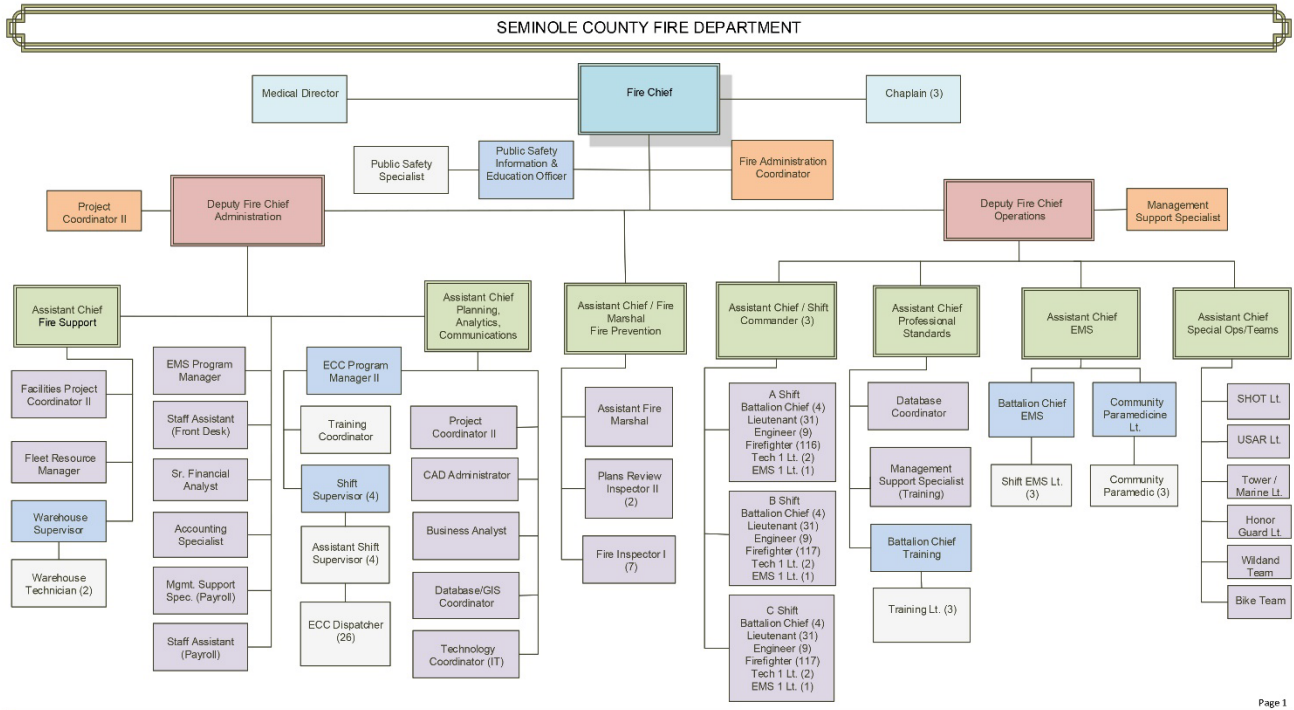 SEMINOLE COUNTY FIRE DEPARTMENT
Medical Director
Fire Chief
Chaplain (3)
Public Safety
Specialist
Public Safety
Information &
Education Officer
Fire Administration
Coordinator
Project
Coordinator II
Deputy Fire Chief
Administration
Deputy Fire Chief
Operations
Management
Support Specialist
Assistant Chief
Fire Support
Assistant Chief
Planning,
Analytics,
Communications
Assistant Chief / Fire
Marshal
Fire Prevention
Assistant Chief / Shift
Commander (3)
Assistant Chief
Professional
Standards
Assistant Chief
EMS
Assistant Chief
Special Ops/Teams
Facilities Project
Coordinator II
Fleet Resource
Manager
Warehouse
Supervisor
Warehouse
Technician (2)
EMS Program
Manager
Staff Assistant
(Front Desk)
Sr. Financial
Analyst
Accounting
Specialist
Mgmt. Support
Spec. (Payroll)
Staff Assistant
(Payroll)
ECC Program
Manager II
Training
Coordinator
Shift
Supervisor (4)
Assistant Shift
Supervisor (4)
ECC Dispatcher
(26)
Project
Coordinator II
CAD Administrator
Business Analyst
Database/GIS
Coordinator
Technology
Coordinator (IT)
Assistant Fire
Marshal
Plans Review
Inspector II
(2)
Fire Inspector I
(7)
A Shift
Battalion Chief (4)
Lieutenant (31)
Engineer (9)
Firefighter (116)
Tech 1 Lt. (2)
EMS 1 Lt. (1)
B Shift
Battalion Chief (4)
Lieutenant (31)
Engineer (9)
Firefighter (117)
Tech 1 Lt. (2)
EMS 1 Lt. (1)
C Shift
Battalion Chief (4)
Lieutenant (31)
Engineer (9)
Firefighter (117)
Tech 1 Lt. (2)
EMS 1 Lt. (1)
Database
Coordinator
Management
Support Specialist
(Training)
Battalion Chief
Training
Training Lt. (3)
Battalion Chief
EMS
Shift EMS Lt.
(3)
Community
Paramedicine
Lt.
Community
Paramedic (3)
SHOT Lt.
USAR Lt.
Tower /
Marine Lt.
Honor
Guard Lt.
Wildand
Team
Bike Team
Page 1